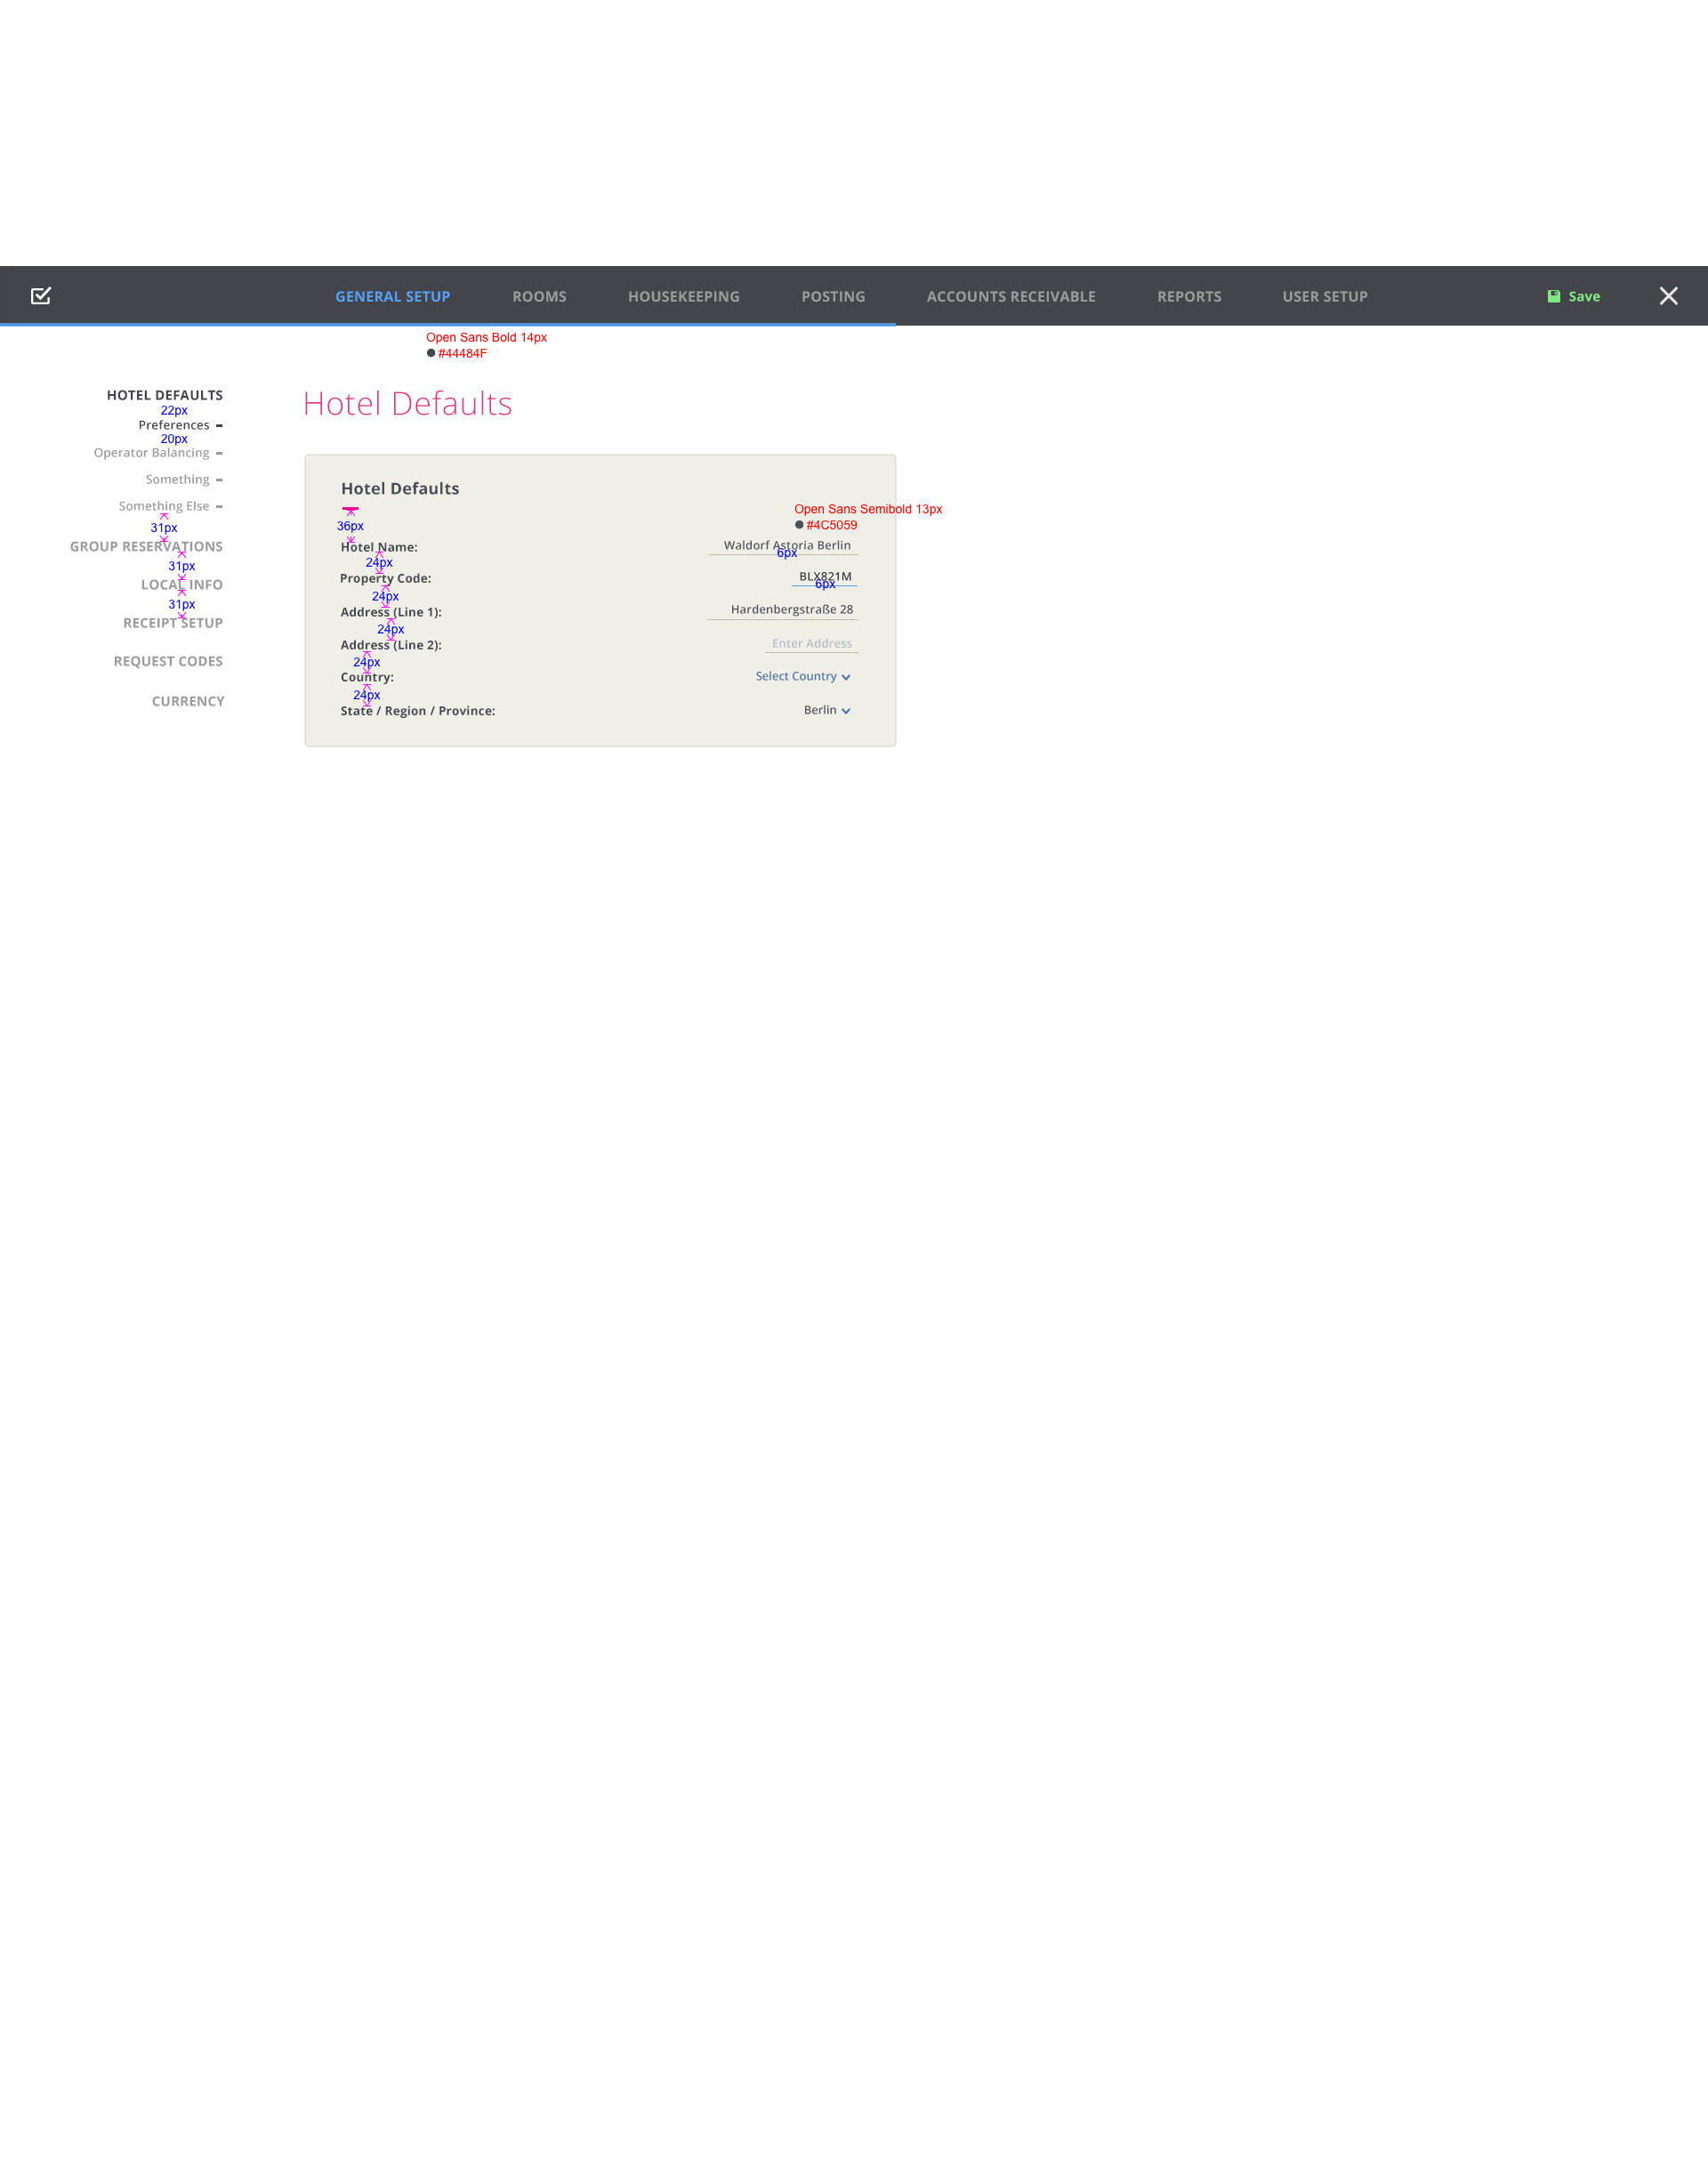 GENERAL SETUP ROOMS HOUSEKEEPING POSTING ACCOUNTS RECEIVABLE REPORTS USER SETUP Save
Open Sans Bold 14px
#44484F
HOTEL DEFAULTS
22px
Preferences
20px
Operator Balancing
Something
Something Else
31px
GROUP RESERVATIONS
31px
LOCAL INFO
31px
RECEIPT SETUP
REQUEST CODES
CURRENCY
Hotel Defaults
Hotel Defaults
Open Sans Semibold 13px
#4C5059
36px
Hotel Name: Waldorf Astoria Berlin
6px
24px
Property Code: BLX821M
6px
24px
Address (Line 1): Hardenbergstraße 28
24px
Address (Line 2): Enter Address
24px
Country: Select Country
24px
State / Region / Province: Berlin